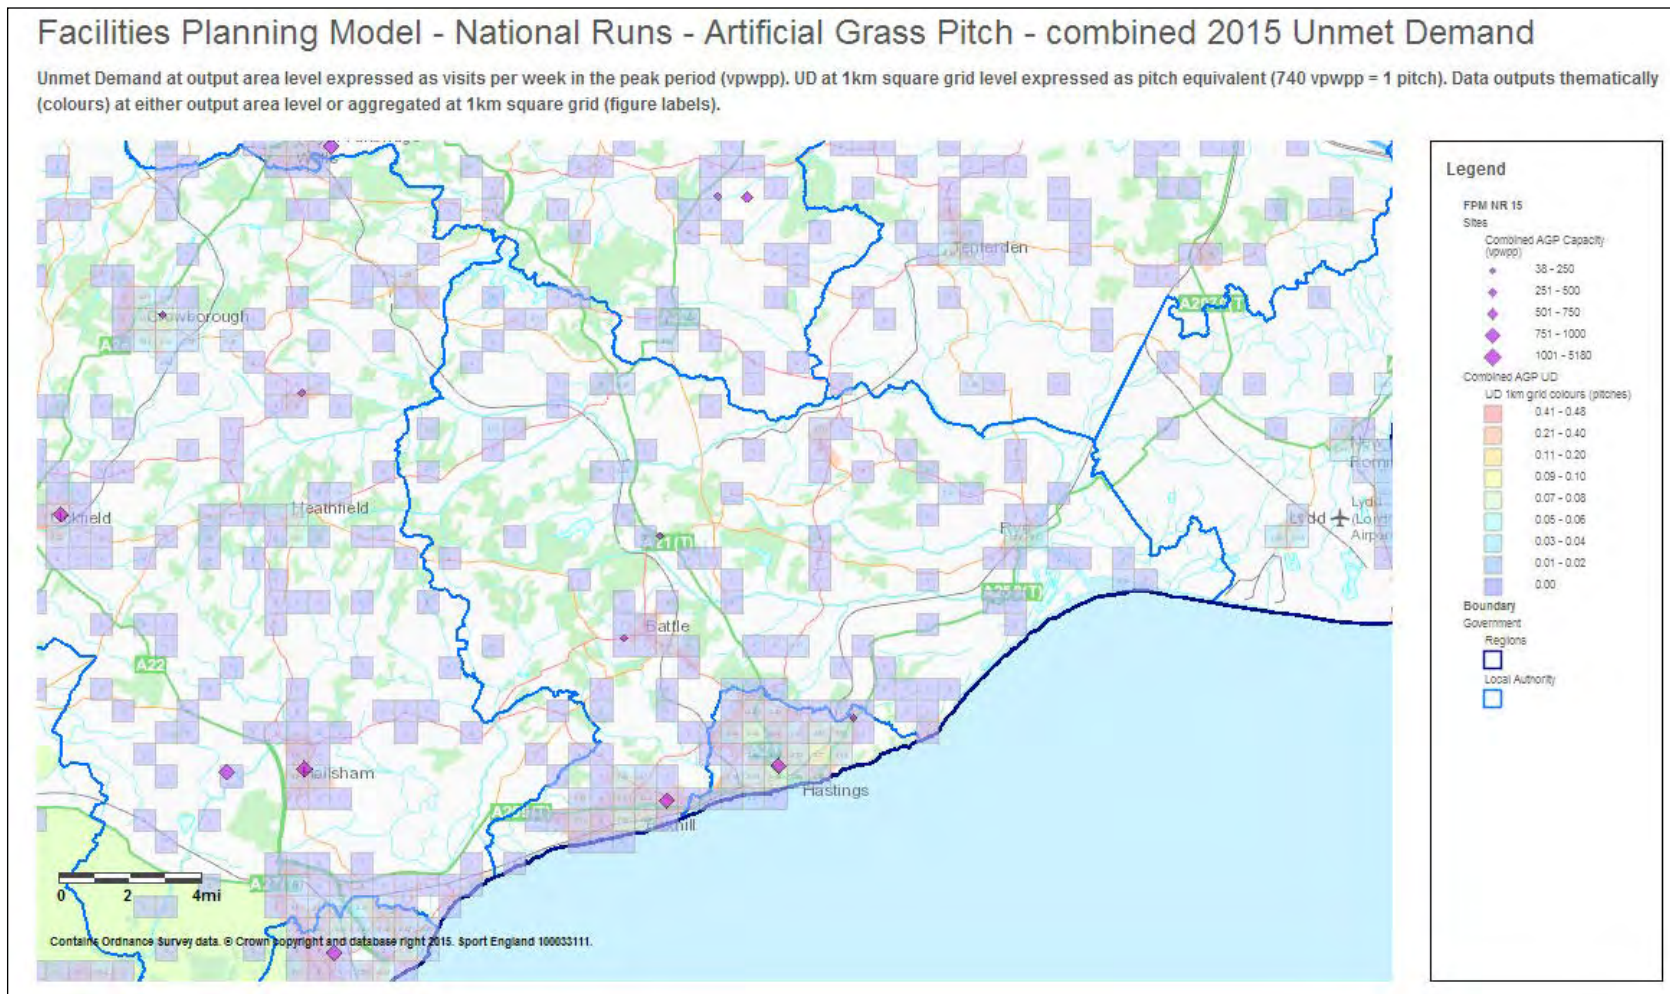 Facilities Planning Model - National Runs - Artificial Grass Pitch - combined 2015 Unmet Demand
Unmet Demand at output area level expressed as visits per week in the peak period (vpwpp). UD at 1km square grid level expressed as pitch equivalent (740 vpwpp = 1 pitch). Data outputs thematically
(colours) at either output area level or aggregated at 1km square grid (figure labels).
Tenterden
Crowborough
Heathfield
Uckfield
A21(T)
Rye
Lydd
Lydd
Airport
Battle
A22
Hailsham
Hastings
Bexhill
0 2 4mi
Contains Ordnance Survey data. © Crown copyright and database right 2015. Sport England 100033111.
Legend
FPM NR 15
Sites
Combined AGP Capacity
(vpwpp)
38 - 250
251 - 500
501 - 750
751 - 1000
1001 - 5180
Combined AGP UD
UD 1km grid colours (pitches)
0.41 - 0.48
0.21 - 0.40
0.11 - 0.20
0.09 - 0.10
0.07 - 0.08
0.05 - 0.06
0.03 - 0.04
0.01 - 0.02
0.00
Boundary
Government
Regions
Local Authority